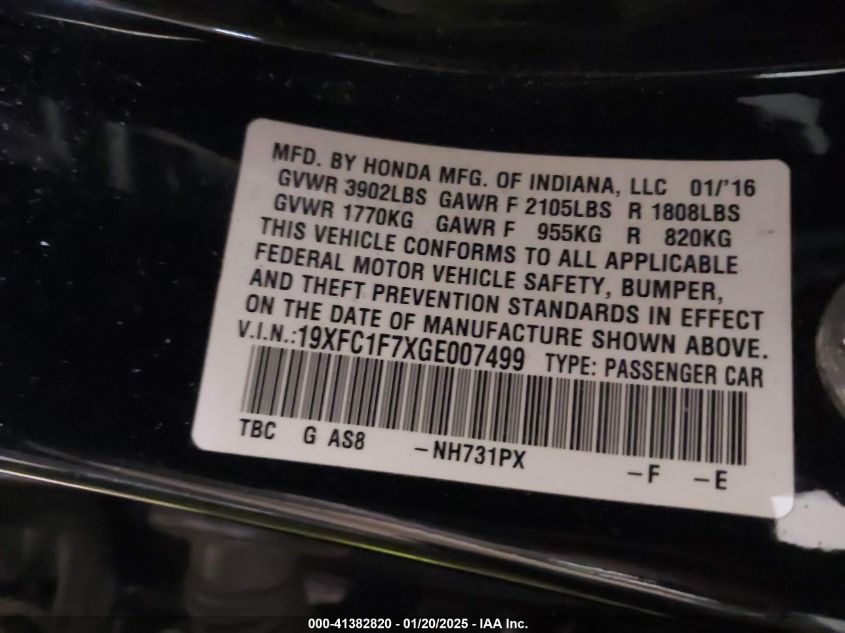 MFD. BY HONDA MFG. OF INDIANA, LLC 01/'16
GVWR 3902LBS GAWR F 2105LBS R 1808LBS
GVWR 1770KG GAWR F 955KG R 820KG
THIS VEHICLE CONFORMS TO ALL APPLICABLE
FEDERAL MOTOR VEHICLE SAFETY, BUMPER,
AND THEFT PREVENTION STANDARDS IN EFFECT
ON THE DATE OF MANUFACTURE SHOWN ABOVE.
V.I.N.:19XFC1F7XGE007499 TYPE: PASSENGER CAR
TBC G AS8 -NH731PX -F -E
000-41382820 - 01/20/2025 - IAA Inc.